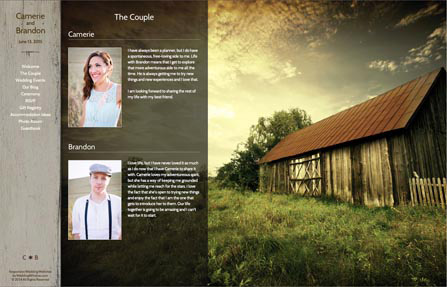 Camerie
and
Brandon
June 13, 2015
Welcome
The Couple
Wedding Events
Our Blog
Ceremony
RSVP
Gift Registry
Accommodation Ideas
Photo Album
Guestbook
C B
Responsive Wedding Websites
All Rights Reserved
The Couple
Camerie
I have always been a planner, but I do have
a spontaneous, free-loving side to me. Life
with Brandon means that I get to explore
that more adventurous side to me all the
time. He is always getting me to try new
things and new experiences and I love that.
I am looking forward to sharing the rest of
my life with my best friend.
Brandon
I love life, but I have never loved it as much
as I do now that I have Camerie to share it
with. Camerie loves my adventurous spirit,
but she has a way of keeping me grounded
while letting me reach for the stars. I love
the fact that she's open to trying new things
and enjoy the fact that I am the one that
gets to introduce her to them. Our life
together is going to be amazing and I can't
wait for it to start.